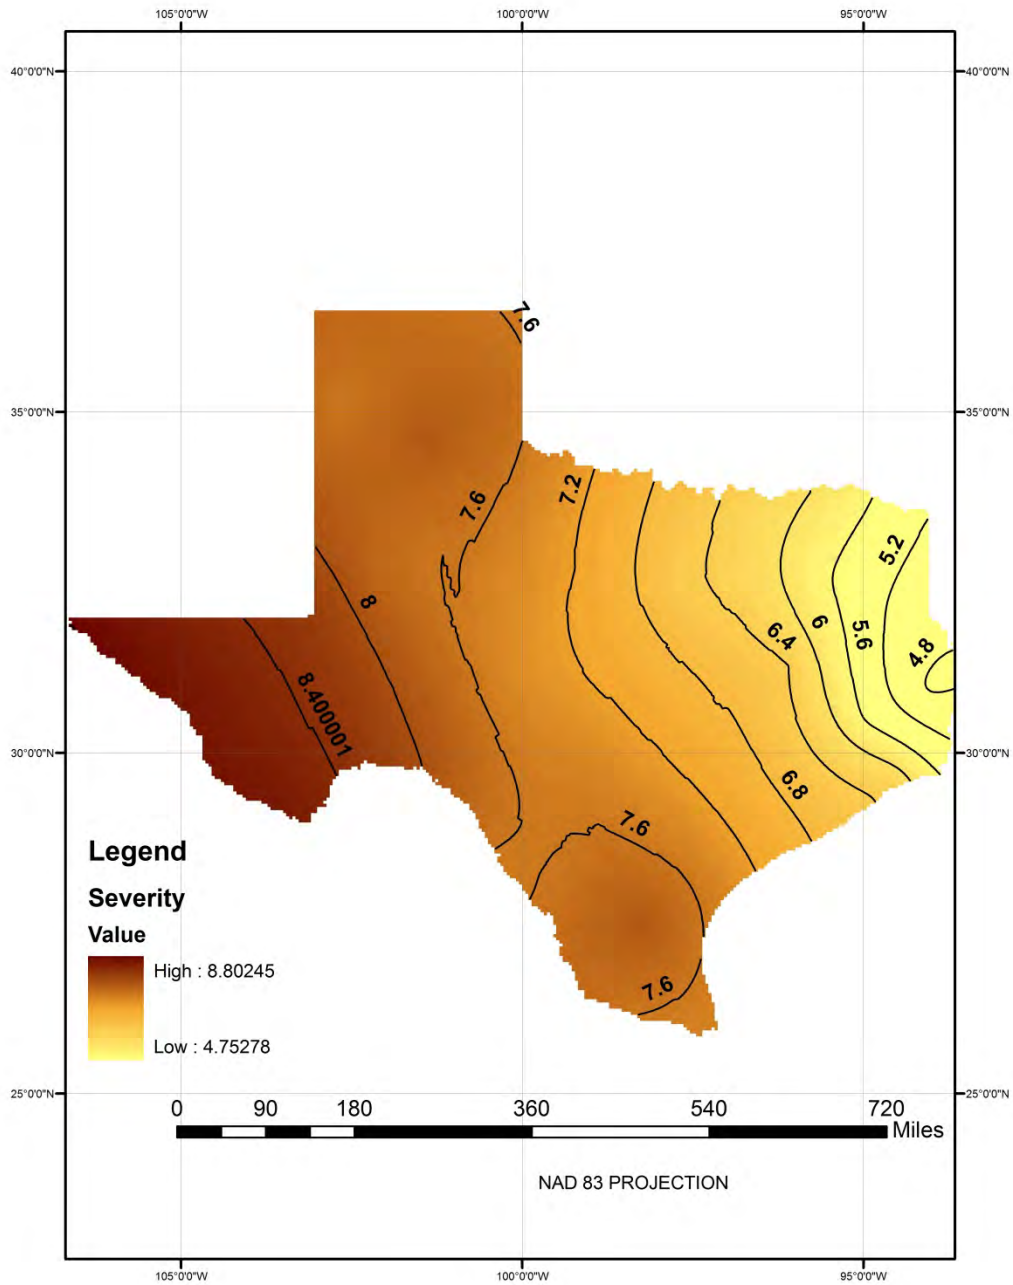 105°0'0"W 100°0'0"W 95°0'0"W
40°0'0"N 40°0'0"N
7.6
35°0'0"N 35°0'0"N
7.6 7.2 5.2
8 6.4 6 5.6 4.8
8.400001
30°0'0"N 30°0'0"N
6.8
7.6
Legend
Severity
Value
High : 8.80245
7.6
Low : 4.75278
25°0'0"N 25°0'0"N
0 90 180 360 540 720
Miles
NAD 83 PROJECTION
105°0'0"W 100°0'0"W 95°0'0"W